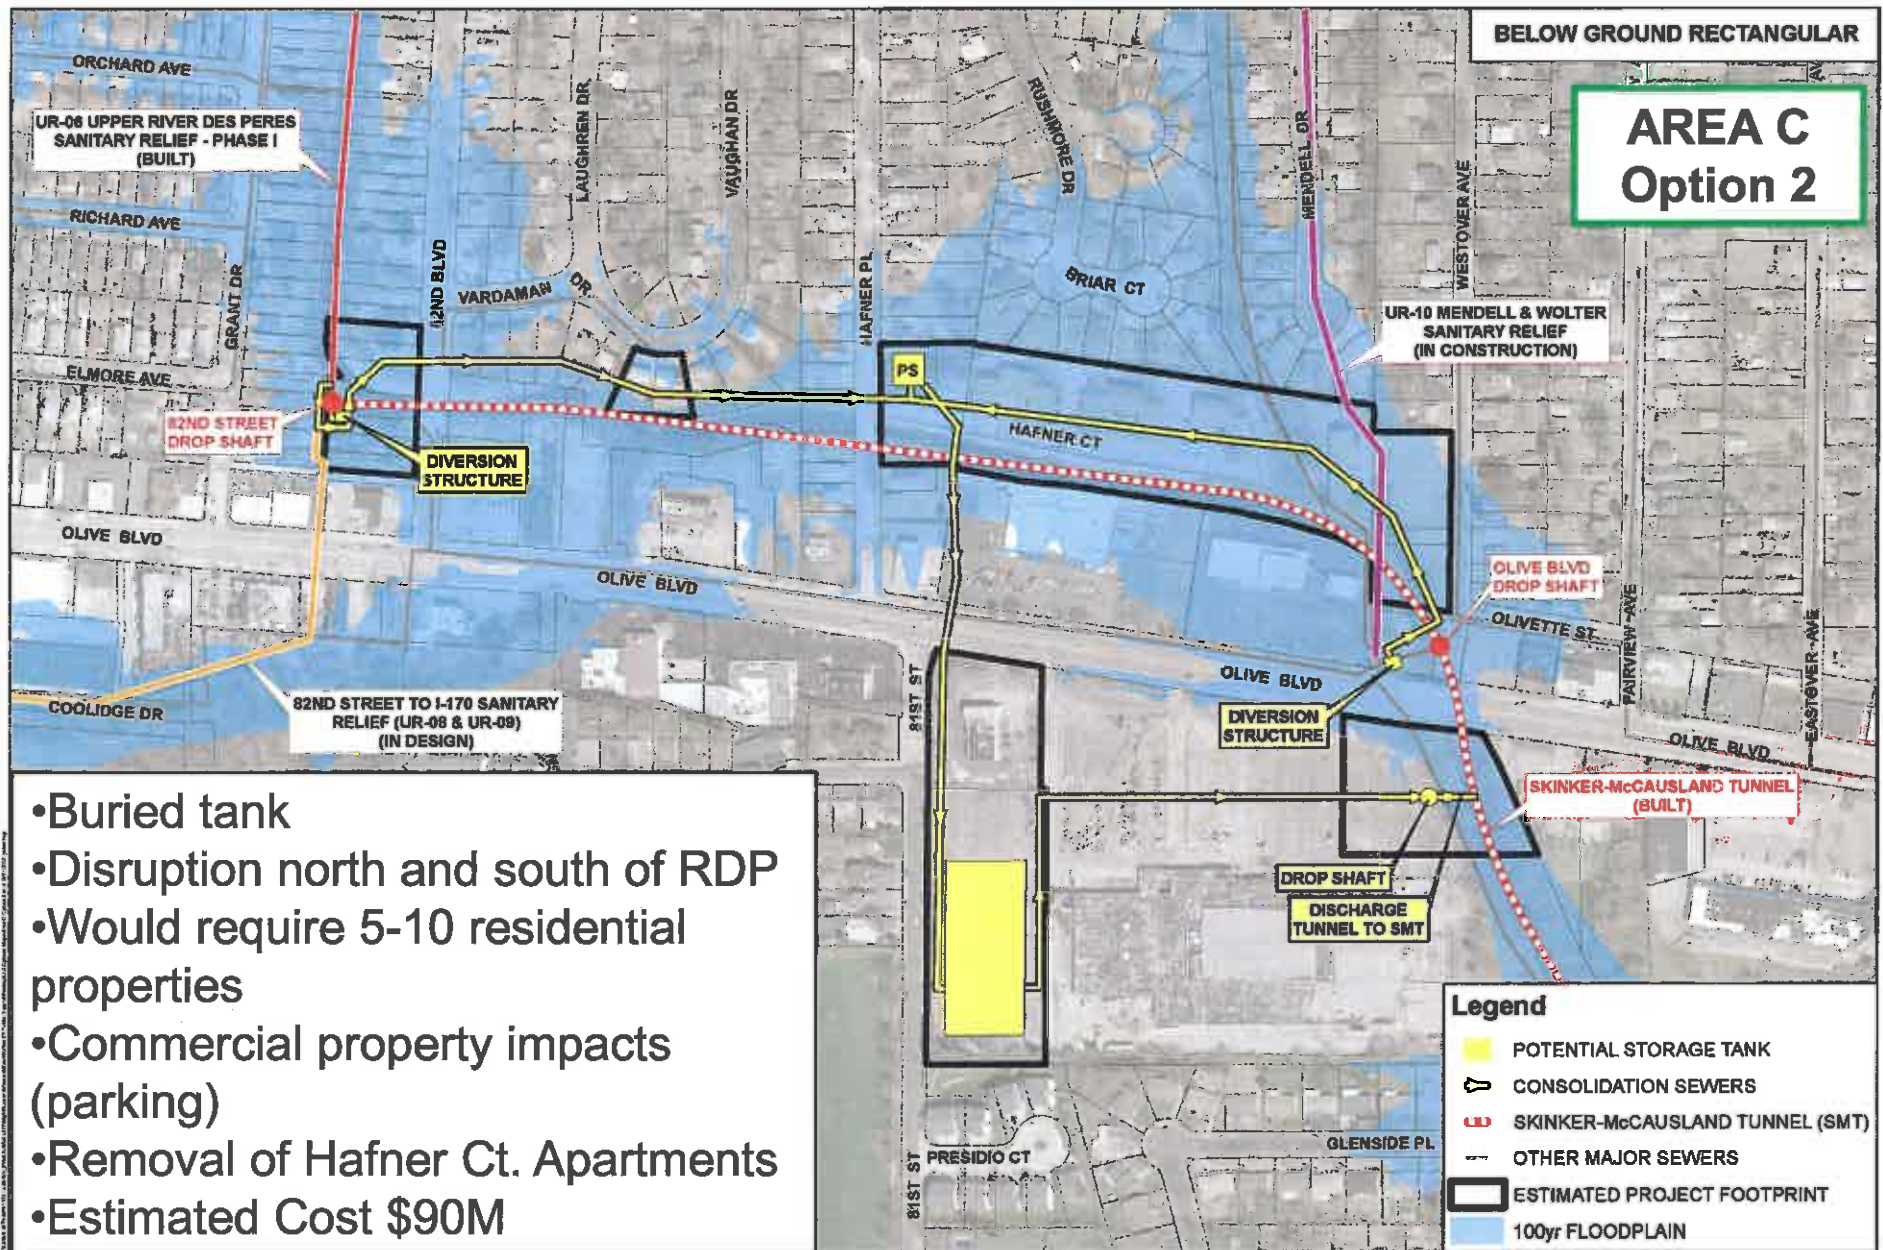 BELOW GROUND RECTANGULAR
AREA C
Option 2
ORCHARD AVE
UR-06 UPPER RIVER DES PERES
SANITARY RELIEF - PHASE I
(BUILT)
RICHARD AVE
GRANT DR
ELMORE AVE
82ND STREET
DROP SHAFT
DIVERSION
STRUCTURE
VARDAMAN DR
LAUGHREN DR
VAUGHAN DR
HAFNER PL
RUSHMORE DR
BRIAR CT
MENDELL DR
WESTOVER AVE
UR-10 MENDELL & WOLTER
SANITARY RELIEF
(IN CONSTRUCTION)
PS
HAFNER CT
OLIVE BLVD
OLIVE BLVD
OLIVE BLVD
DROP SHAFT
OLIVETTE ST
FAIRVIEW AVE
EASTOVER AVE
OLIVE BLVD
OLIVE BLVD
COOLIDGE DR
82ND STREET TO I-170 SANITARY
RELIEF (UR-08 & UR-09)
(IN DESIGN)
81ST ST
DIVERSION
STRUCTURE
SKINKER-McCAUSLAND TUNNEL
(BUILT)
DROP SHAFT
DISCHARGE
TUNNEL TO SMT
•Buried tank
•Disruption north and south of RDP
•Would require 5-10 residential
properties
•Commercial property impacts
(parking)
•Removal of Hafner Ct. Apartments
•Estimated Cost $90M
81ST ST
PRESIDIO CT
GLENSIDE PL
Legend
POTENTIAL STORAGE TANK
CONSOLIDATION SEWERS
SKINKER-McCAUSLAND TUNNEL (SMT)
OTHER MAJOR SEWERS
ESTIMATED PROJECT FOOTPRINT
100yr FLOODPLAIN